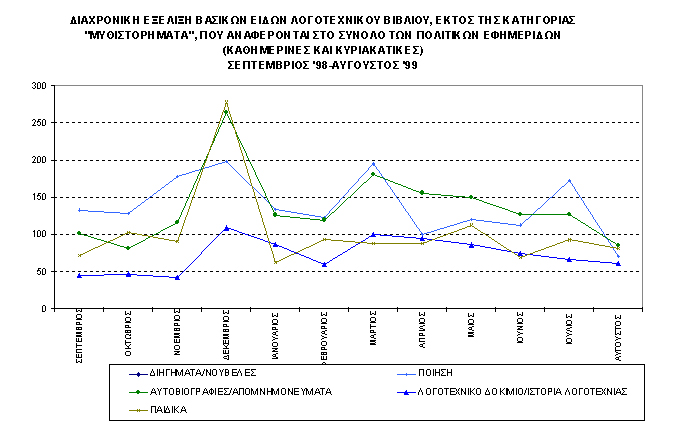 ΔΙΑΧΡΟΝΙΚΗ ΕΞΕΛΙΞΗ ΒΑΣΙΚΩΝ ΕΙΔΩΝ ΛΟΓΟΤΕΧΝΙΚΟΥ ΒΙΒΛΙΟΥ, ΕΚΤΟΣ ΤΗΣ ΚΑΤΗΓΟΡΙΑΣ
"ΜΥΘΙΣΤΟΡΗΜΑΤΑ", ΠΟΥ ΑΝΑΦΕΡΟΝΤΑΙ ΣΤΟ ΣΥΝΟΛΟ ΤΩΝ ΠΟΛΙΤΙΚΩΝ ΕΦΗΜΕΡΙΔΩΝ
(ΚΑΘΗΜΕΡΙΝΕΣ ΚΑΙ ΚΥΡΙΑΚΑΤΙΚΕΣ)
ΣΕΠΤΕΜΒΡΙΟΣ '98-ΑΥΓΟΥΣΤΟΣ '99
300
250
200
150
100
50
0
ΣΕΠΤΕΜΒΡΙΟΣ
ΟΚΤΩΒΡΙΟΣ
ΝΟΕΜΒΡΙΟΣ
ΔΕΚΕΜΒΡΙΟΣ
ΙΑΝΟΥΑΡΙΟΣ
ΦΕΒΡΟΥΑΡΙΟΣ
ΜΑΡΤΙΟΣ
ΑΠΡΙΛΙΟΣ
ΜΑΙΟΣ
ΙΟΥΝΙΟΣ
ΙΟΥΛΙΟΣ
ΑΥΓΟΥΣΤΟΣ
ΔΙΗΓΗΜΑΤΑ/ΝΟΥΒΕΛΕΣ
ΠΟΙΗΣΗ
ΑΥΤΟΒΙΟΓΡΑΦΙΕΣ/ΑΠΟΜΝΗΜΟΝΕΥΜΑΤΑ
ΛΟΓΟΤΕΧΝΙΚΟ ΔΟΚΙΜΙΟ/ΙΣΤΟΡΙΑ ΛΟΓΟΤΕΧΝΙΑΣ
ΠΑΙΔΙΚΑ